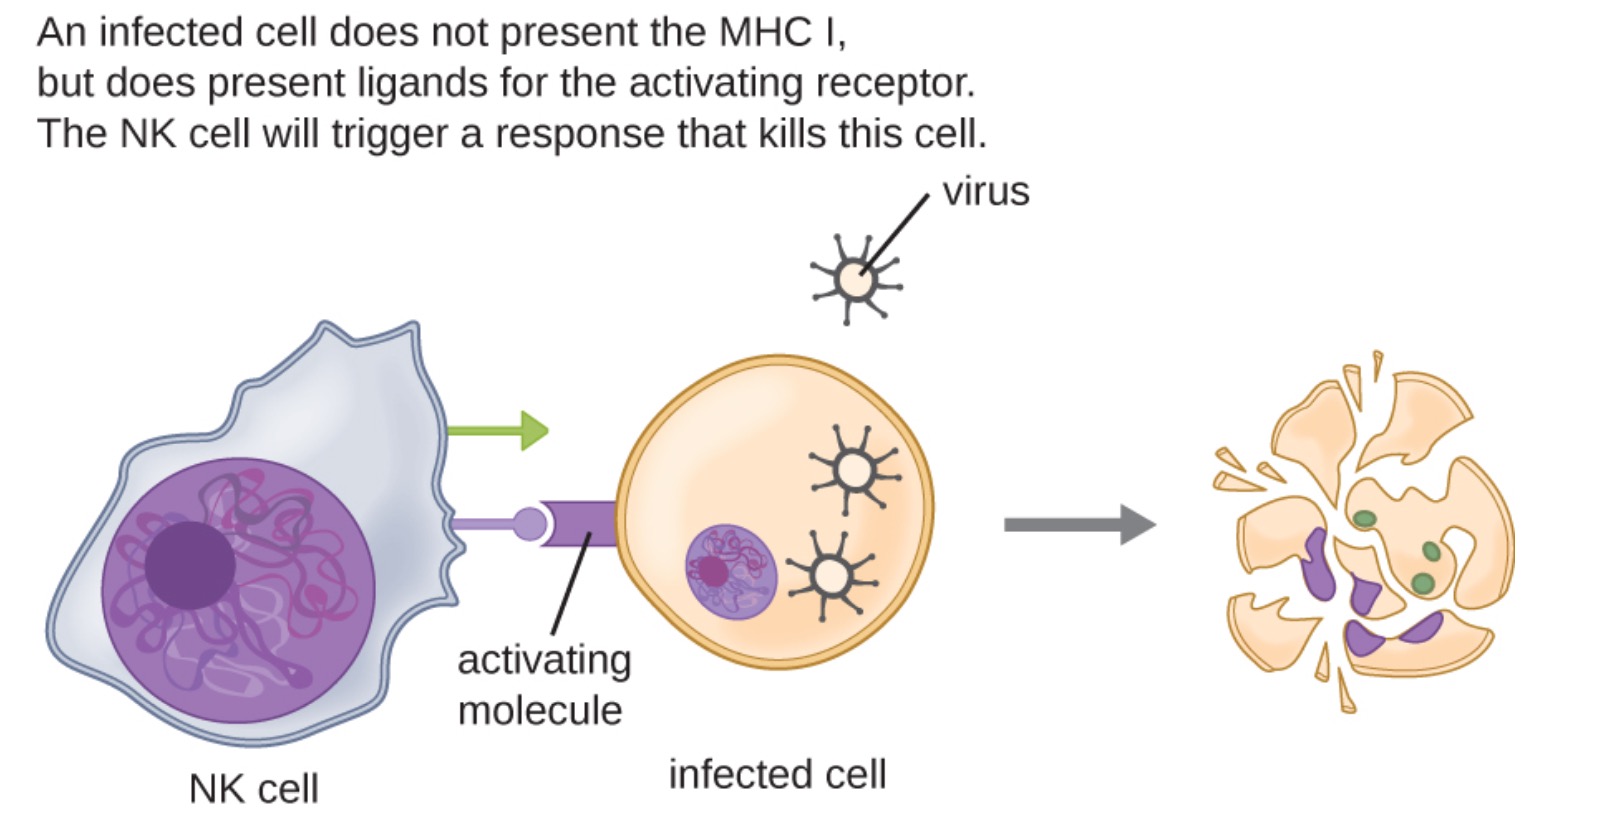 An infected cell does not present the MHC I,
but does present ligands for the activating receptor.
The NK cell will trigger a response that kills this cell.
virus
activating
molecule
infected cell
NK cell